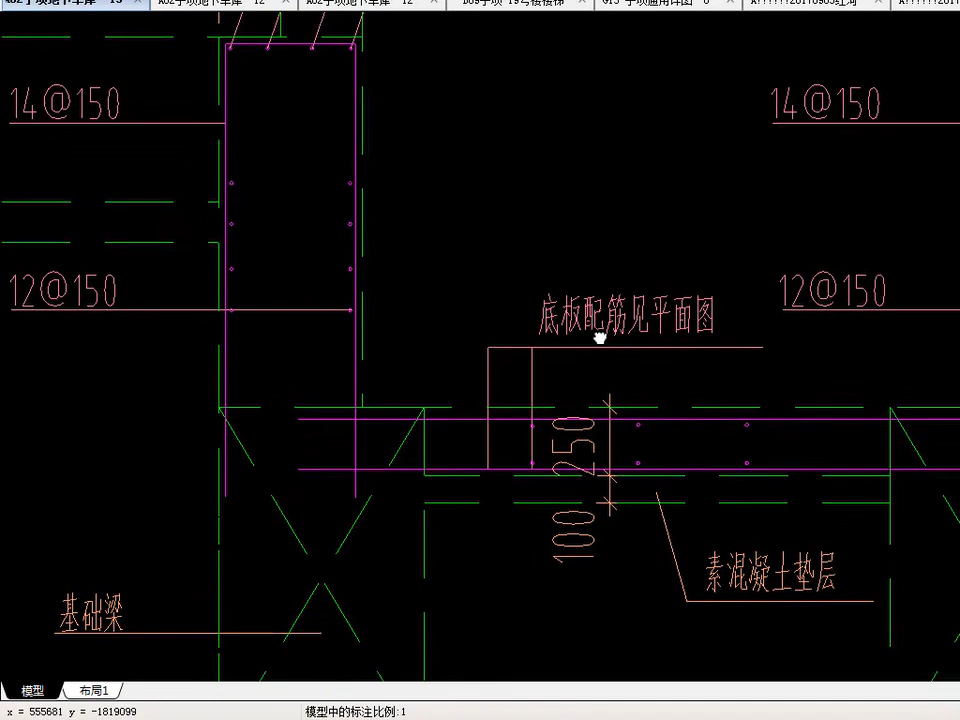 14@150
14@150
12@150
12@150
底板配筋见平面图
250
100
素混凝土垫层
基础梁
模型
布局1
x = 555681 y = -1819099
模型中的标注比例:1